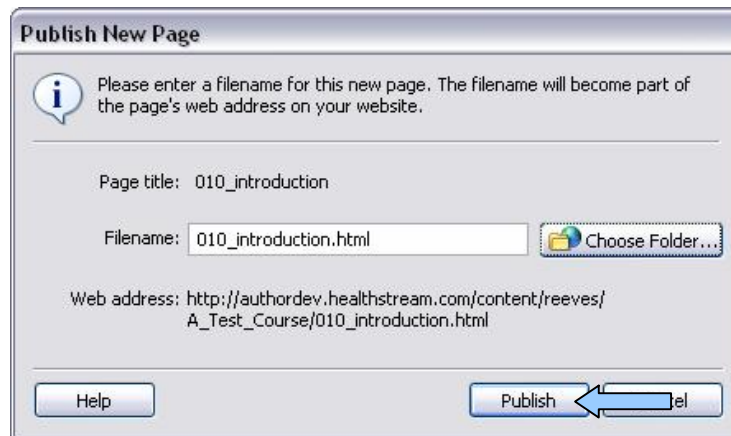 Publish New Page
Please enter a filename for this new page. The filename will become part of
the page's web address on your website.
Page title: 010_introduction
Filename: 010_introduction.html Choose Folder...
Web address: http://authordev.healthstream.com/content/reeves/
A_Test_Course/010_introduction.html
Help Publish